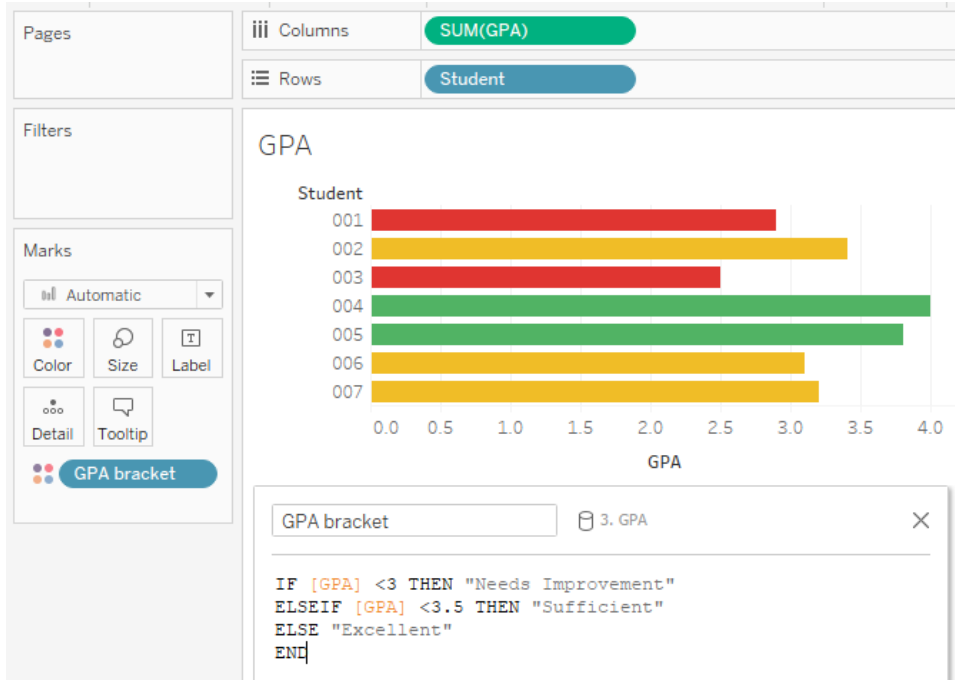 Pages
Columns
SUM(GPA)
Rows
Student
Filters
GPA
Student
001
002
003
004
005
006
007
0.0 0.5 1.0 1.5 2.0 2.5 3.0 3.5 4.0
GPA
Marks
Automatic
Color Size Label
Detail Tooltip
GPA bracket
GPA bracket
3. GPA
IF [GPA] <3 THEN "Needs Improvement"
ELSEIF [GPA] <3.5 THEN "Sufficient"
ELSE "Excellent"
END